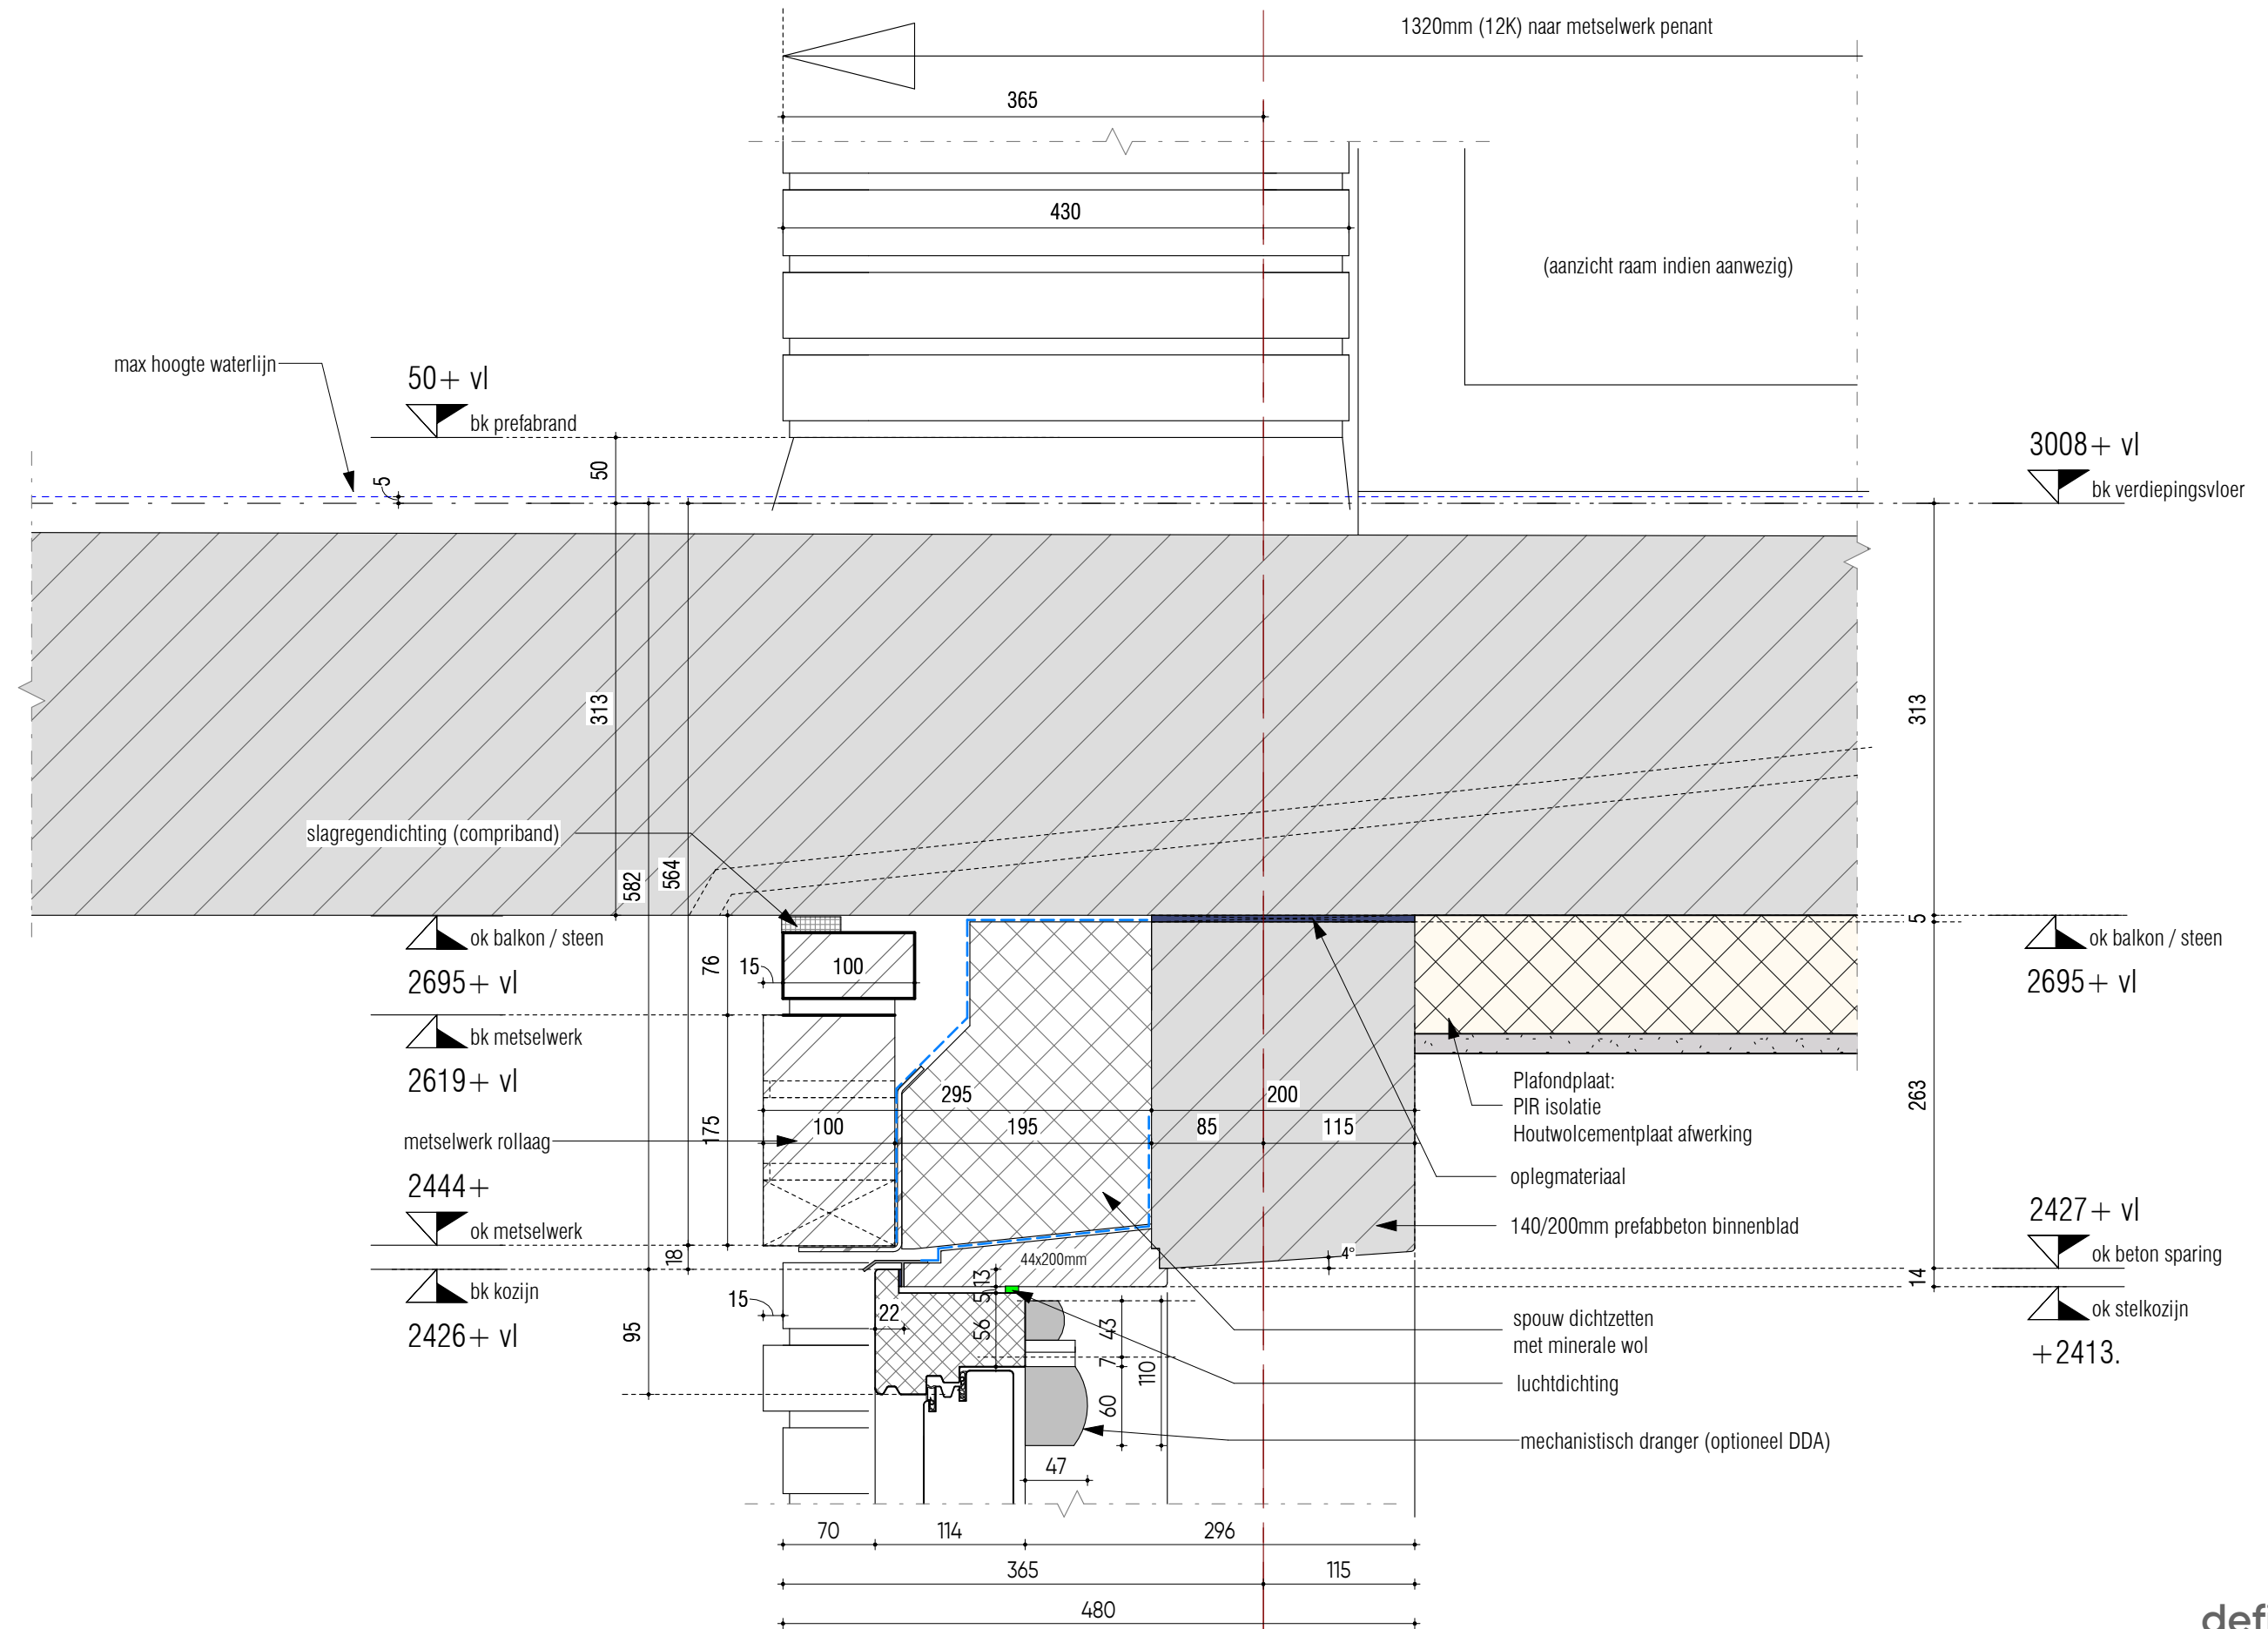 1320mm (12K) naar metselwerk penant
365
430
(aanzicht raam indien aanwezig)
max hoogte waterlijn
50+ vl
bk prefabrand
5
50
3008+ vl
bk verdiepingsvloer
313
313
slagregendichting (compriband)
582
564
ok balkon / steen
2695+ vl
76
15
100
5
ok balkon / steen
2695+ vl
bk metselwerk
2619+ vl
295
200
100
195
85
115
175
263
Plafondplaat:
PIR isolatie
Houtwolcementplaat afwerking
metselwerk rollaag
oplegmateriaal
2444+
ok metselwerk
140/200mm prefabbeton binnenblad
2427+ vl
ok beton sparing
18
44x200mm
4°
13
14
bk kozijn
2426+ vl
15
22
5
56
43
7
110
60
95
ok stelkozijn
+2413.
spouw dichtzetten
met minerale wol
luchtdichting
mechanistisch dranger (optioneel DDA)
47
70
114
296
365
115
480
defi